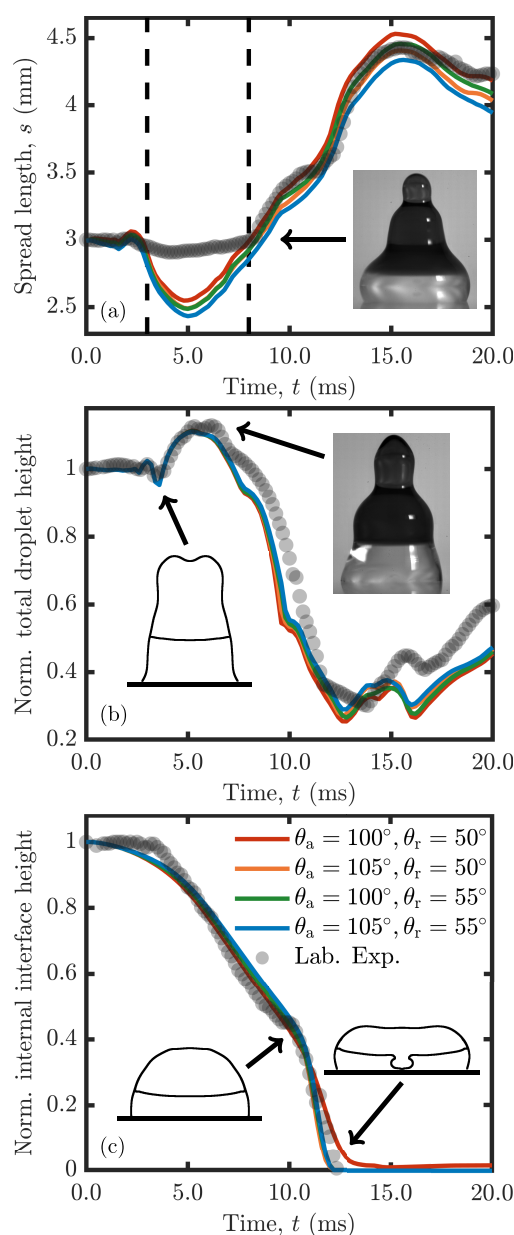 4.5
4
3.5
3
2.5
Spread length, s (mm)
(a)
0.0 5.0 10.0 15.0 20.0
Time, t (ms)
1
0.8
0.6
0.4
0.2
Norm. total droplet height
(b)
0.0 5.0 10.0 15.0 20.0
Time, t (ms)
1
0.8
0.6
0.4
0.2
0
Norm. internal interface height
θa = 100°, θr = 50°
θa = 105°, θr = 50°
θa = 100°, θr = 55°
θa = 105°, θr = 55°
Lab. Exp.
(c)
0.0 5.0 10.0 15.0 20.0
Time, t (ms)